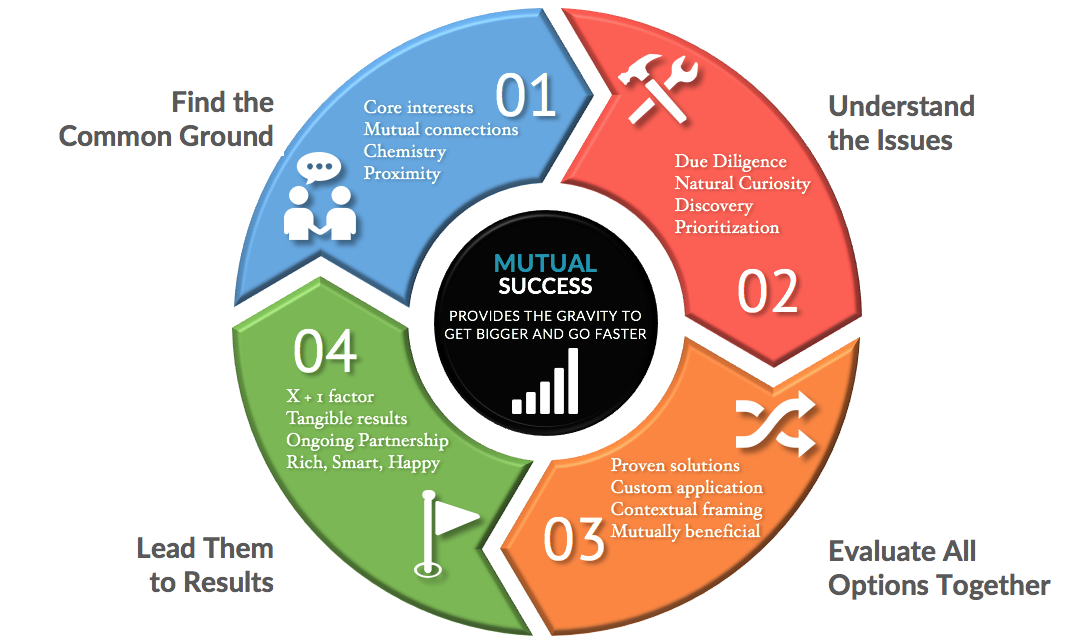 Find the
Common Ground
01
Core interests
Mutual connections
Chemistry
Proximity
Understand
the Issues
Due Diligence
Natural Curiosity
Discovery
Prioritization
02
MUTUAL
SUCCESS
PROVIDES THE GRAVITY TO
GET BIGGER AND GO FASTER
Proven solutions
Custom application
Contextual framing
Mutually beneficial
03
Evaluate All
Options Together
04
X + 1 factor
Tangible results
Ongoing Partnership
Rich, Smart, Happy
Lead Them
to Results